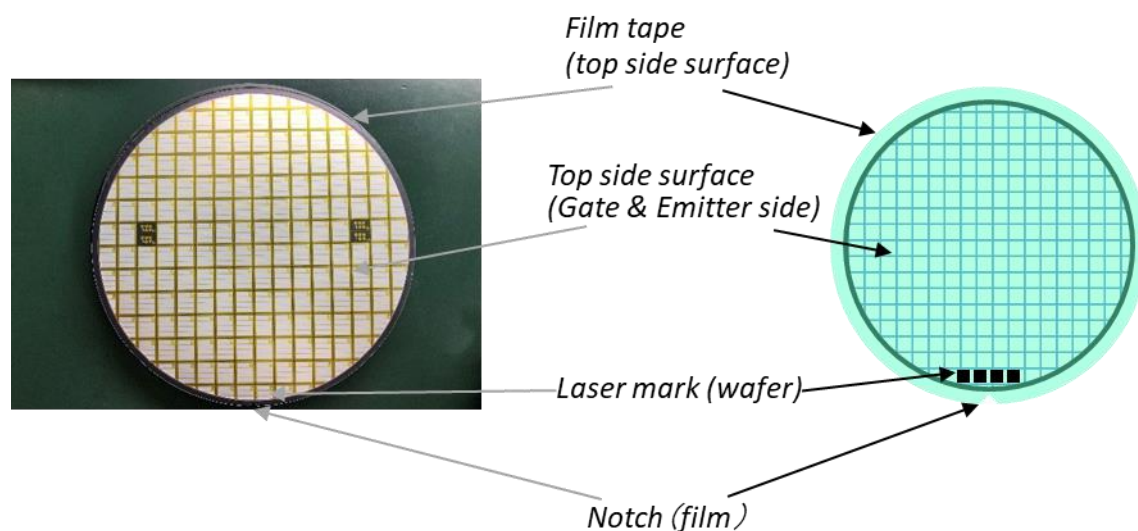 Film tape
(top side surface)
Top side surface
(Gate & Emitter side)
Laser mark (wafer)
Notch (film）